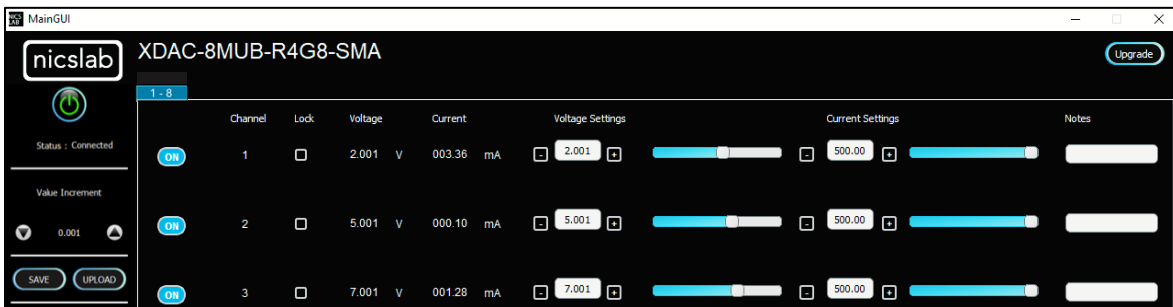 NICS LAB MainGUI
nicslab XDAC-8MUB-R4G8-SMA Upgrade
1 - 8
Channel Lock Voltage Current Voltage Settings Current Settings Notes
Status : Connected
ON 1 2.001 V 003.36 mA - 2.001 + - 500.00 +
Value Increment
0.001
ON 2 5.001 V 000.10 mA - 5.001 + - 500.00 +
SAVE UPLOAD
ON 3 7.001 V 001.28 mA - 7.001 + - 500.00 +